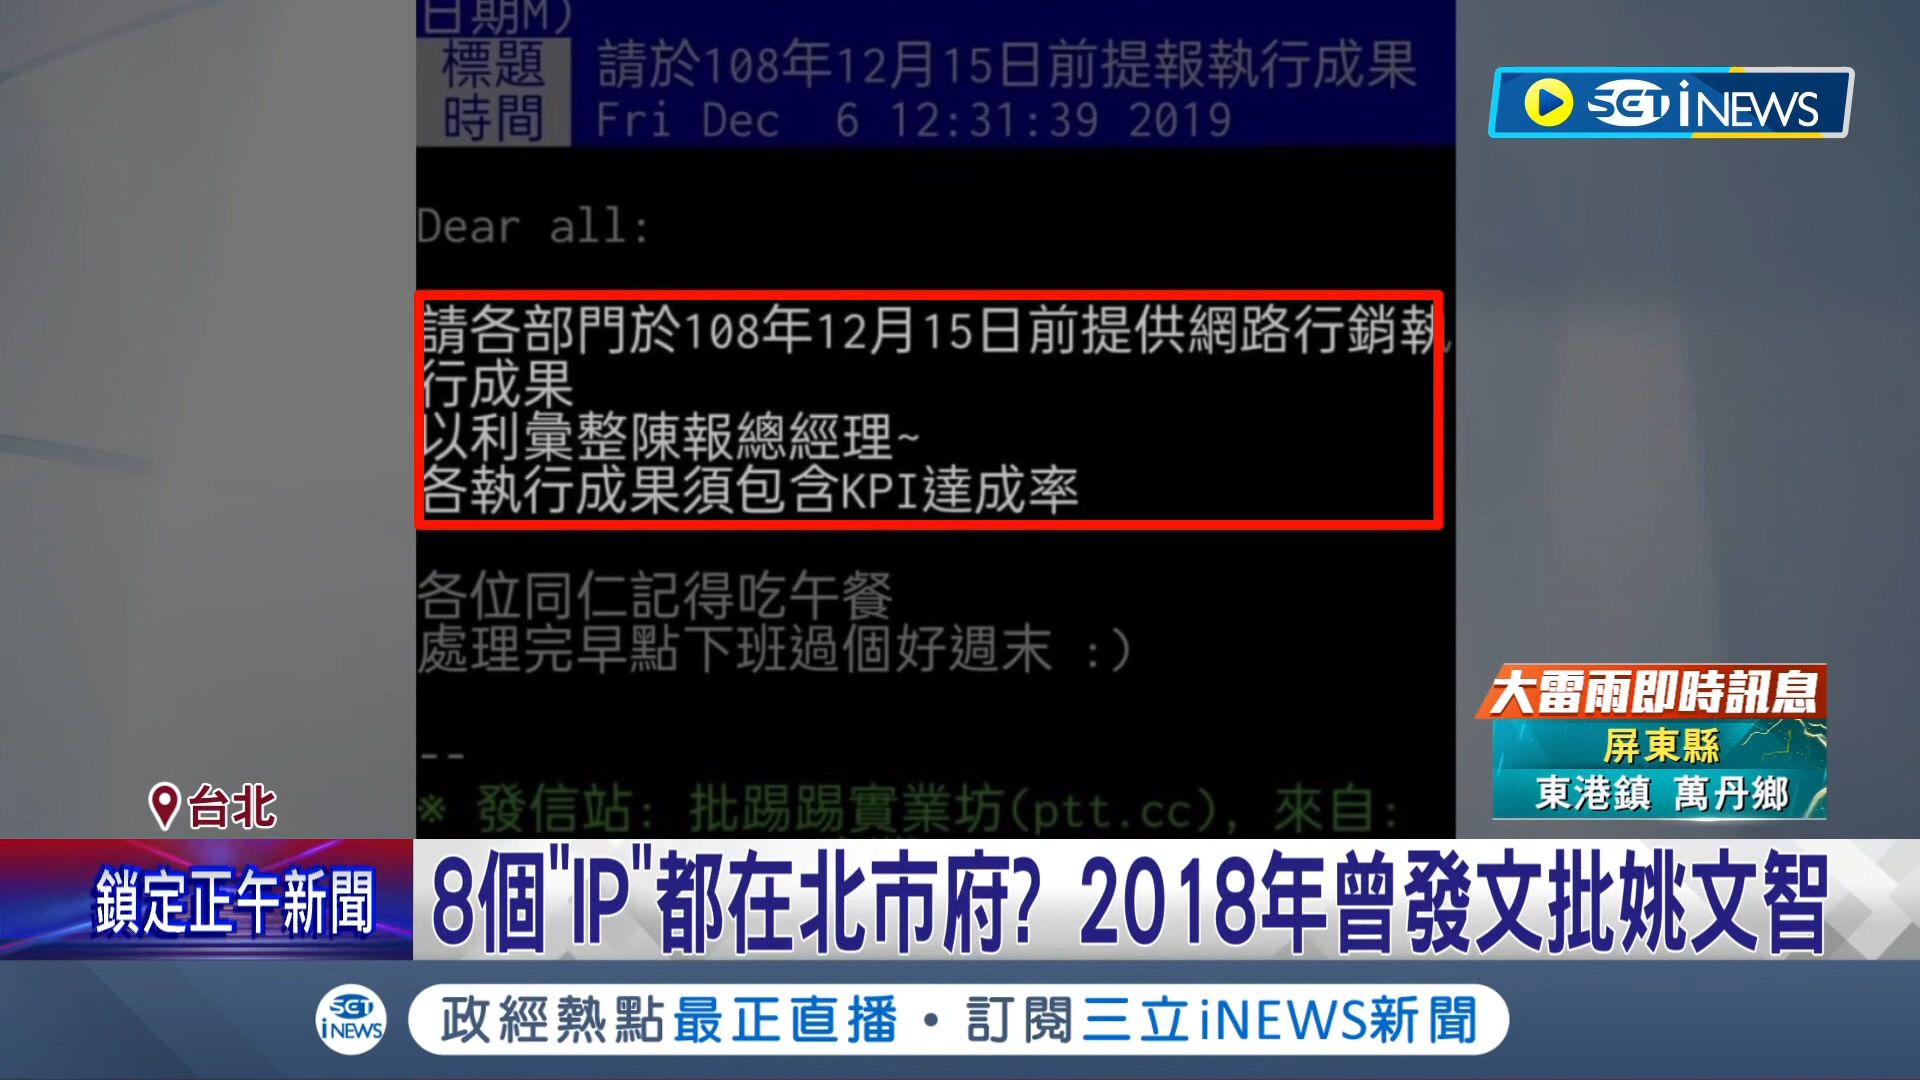 日期M)
標題 請於108年12月15日前提報執行成果
時間 Fri Dec  6 12:31:39 2019
SET iNEWS
Dear all:
請各部門於108年12月15日前提供網路行銷執
行成果
以利彙整陳報總經理~
各執行成果須包含KPI達成率
各位同仁記得吃午餐
處理完早點下班過個好週末 :)
--
※ 發信站: 批踢踢實業坊(ptt.cc), 來自:
大雷雨即時訊息
屏東縣
東港鎮 萬丹鄉
台北
鎖定正午新聞
8個"IP"都在北市府? 2018年曾發文批姚文智
SET iNEWS
政經熱點最正直播・訂閱三立iNEWS新聞